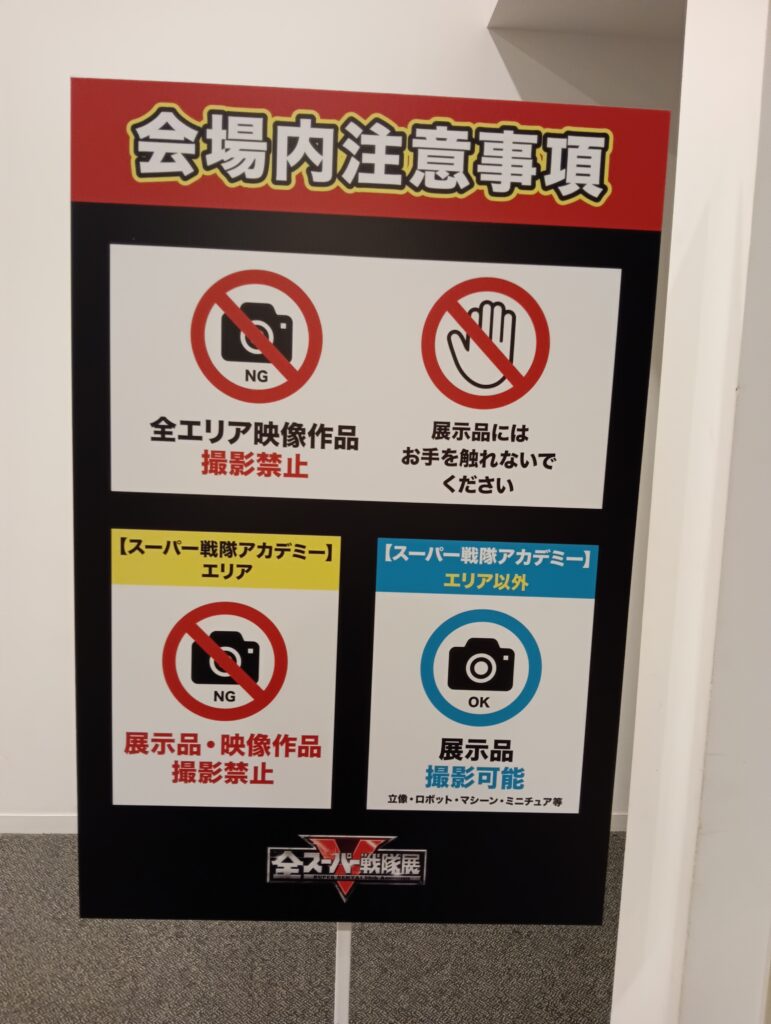 会場内注意事項
NG
全エリア映像作品
撮影禁止
展示品には
お手を触れないで
ください
【スーパー戦隊アカデミー】
エリア
NG
展示品・映像作品
撮影禁止
【スーパー戦隊アカデミー】
エリア以外
OK
展示品
撮影可能
立像・ロボット・マシーン・ミニチュア等
全スーパー戦隊展